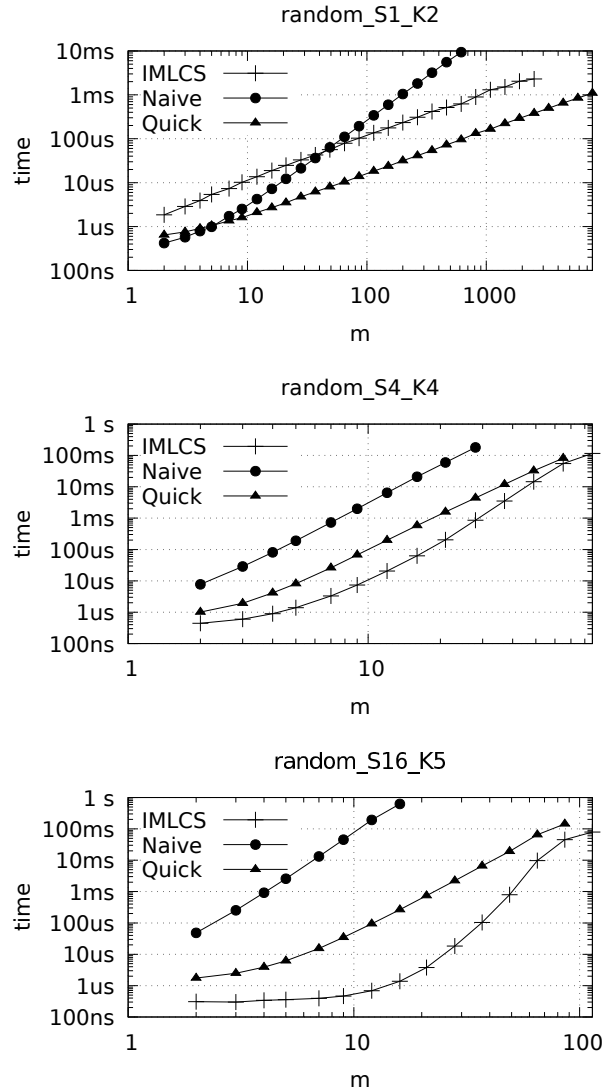 random_S1_K2
10ms
1ms
100us
10us
1us
100ns
time
IMLCS
Naive
Quick
1 10 100 1000
m
random_S4_K4
1 s
100ms
10ms
1ms
100us
10us
1us
100ns
time
IMLCS
Naive
Quick
1 10
m
random_S16_K5
1 s
100ms
10ms
1ms
100us
10us
1us
100ns
time
IMLCS
Naive
Quick
1 10 100
m